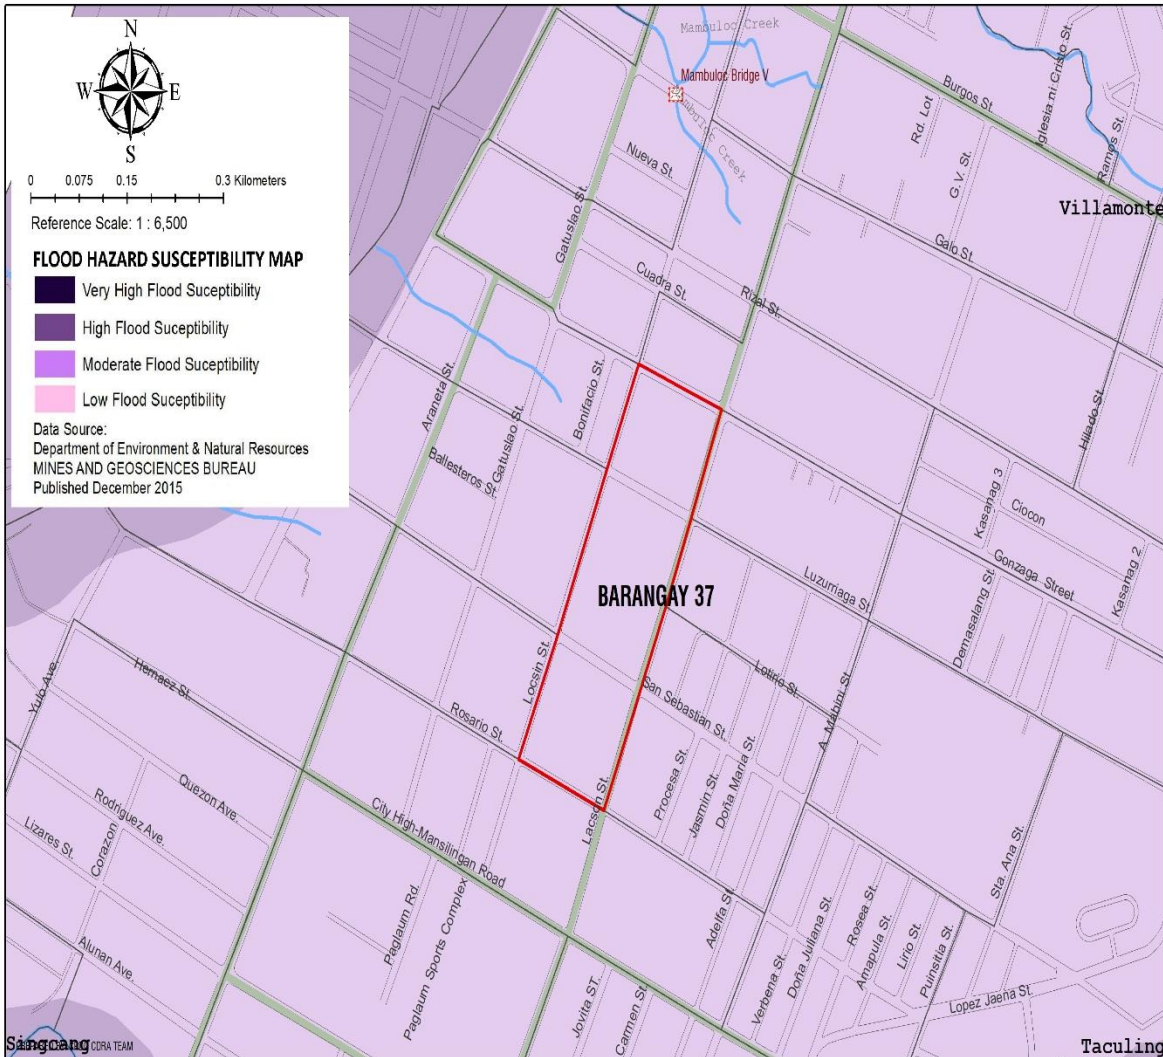 N
W E
S
0 0.075 0.15 0.3 Kilometers
Reference Scale: 1 : 6,500
FLOOD HAZARD SUSCEPTIBILITY MAP
Very High Flood Suceptibility
High Flood Suceptibility
Moderate Flood Suceptibility
Low Flood Suceptibility
Data Source:
Department of Environment & Natural Resources
MINES AND GEOSCIENCES BUREAU
Published December 2015
Mambuloc Creek
Mambuloc Bridge V
Mambuloc Creek
Burgos St.
Iglesia ni Cristo St.
Ramos St.
Rd. Lot
G.V. St.
Villamonte
Nueva St.
Gatuslao St.
Galo St.
Cuadra St.
Rizal St.
Hilado St.
Araneta St.
Bonifacio St.
Gatuslao St.
Ballesteros St.
Kasanag 3
Ciocon
Gonzaga Street
Kasanag 2
Luzurriaga St.
Demasalang St.
BARANGAY 37
Lotirio St.
A. Mabini St
San Sebastian St.
Locsin St.
Yulo Ave.
Hernaez St.
Rosario St.
Procesa St.
Jasmin St.
Doña Maria St.
Lacson St.
Quezon Ave.
Rodriguez Ave.
Lizares St.
Corazon
City High-Mansilingan Road
Sta. Ana St.
Paglaum Rd.
Paglaum Sports Complex
Adelfa St.
Verbena St.
Doña Juliana St.
Rosea St.
Amapula St.
Lirio St.
Puinsitia St.
Alunan Ave.
Jovita ST.
Carmen St.
Lopez Jaena St.
Singcang
CDRA TEAM
Taculing